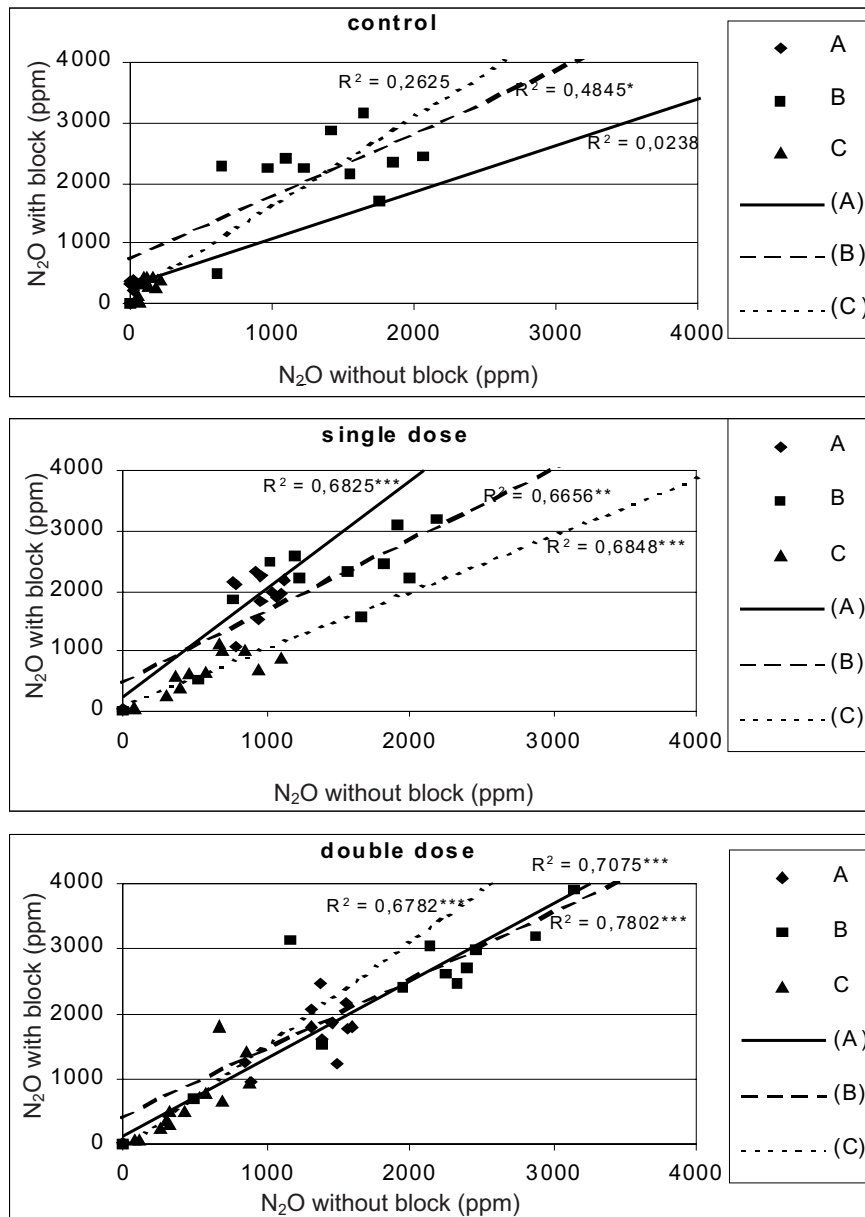 control
4000
3000
2000
1000
0
0 1000 2000 3000 4000
N₂O with block (ppm)
N₂O without block (ppm)
R² = 0,2625
R² = 0,4845*
R² = 0,0238
A
B
C
(A)
(B)
(C)
single dose
4000
3000
2000
1000
0
0 1000 2000 3000 4000
N₂O with block (ppm)
N₂O without block (ppm)
R² = 0,6825***
R² = 0,6656**
R² = 0,6848***
A
B
C
(A)
(B)
(C)
double dose
4000
3000
2000
1000
0
0 1000 2000 3000 4000
N₂O with block (ppm)
N₂O without block (ppm)
R² = 0,7075***
R² = 0,6782***
R² = 0,7802***
A
B
C
(A)
(B)
(C)